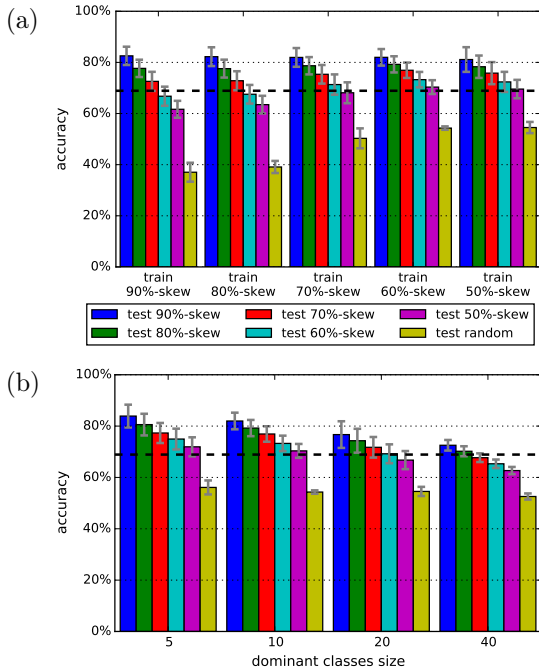 (a)
100%
80%
60%
40%
20%
0%
accuracy
train 90%-skew
train 80%-skew
train 70%-skew
train 60%-skew
train 50%-skew
test 90%-skew
test 70%-skew
test 50%-skew
test 80%-skew
test 60%-skew
test random
(b)
100%
80%
60%
40%
20%
0%
accuracy
5
10
20
40
dominant classes size